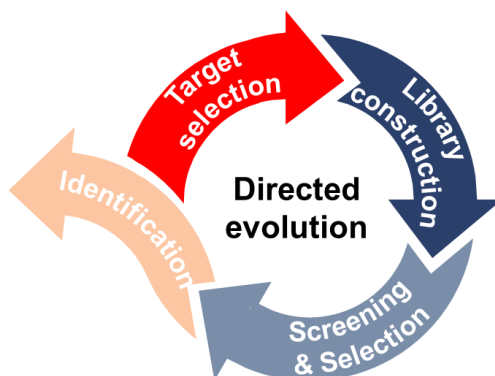 Target
selection
Library
construction
Directed
evolution
Identification
Screening
& Selection